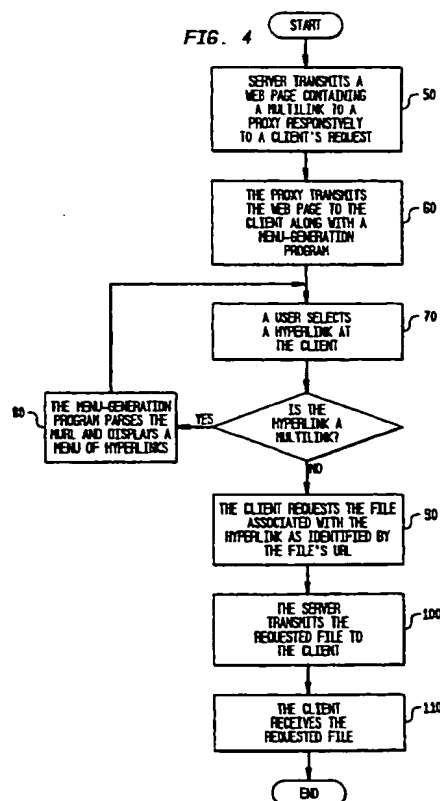 FIG. 4
START
SERVER TRANSMITS A
WEB PAGE CONTAINING
A MULTILINK TO A
PROXY RESPONSIVELY
TO A CLIENT'S REQUEST
50
THE PROXY TRANSMITS
THE WEB PAGE TO THE
CLIENT ALONG WITH A
MENU-GENERATION
PROGRAM
60
A USER SELECTS
A HYPERLINK AT
THE CLIENT
70
IS THE
HYPERLINK A
MULTILINK?
YES
80
THE MENU-GENERATION
PROGRAM PARSES THE
MURL AND DISPLAYS A
MENU OF HYPERLINKS
NO
THE CLIENT REQUESTS THE FILE
ASSOCIATED WITH THE
HYPERLINK AS IDENTIFIED BY
THE FILE'S URL
90
THE SERVER
TRANSMITS THE
REQUESTED FILE TO
THE CLIENT
100
THE CLIENT
RECEIVES THE
REQUESTED FILE
110
END